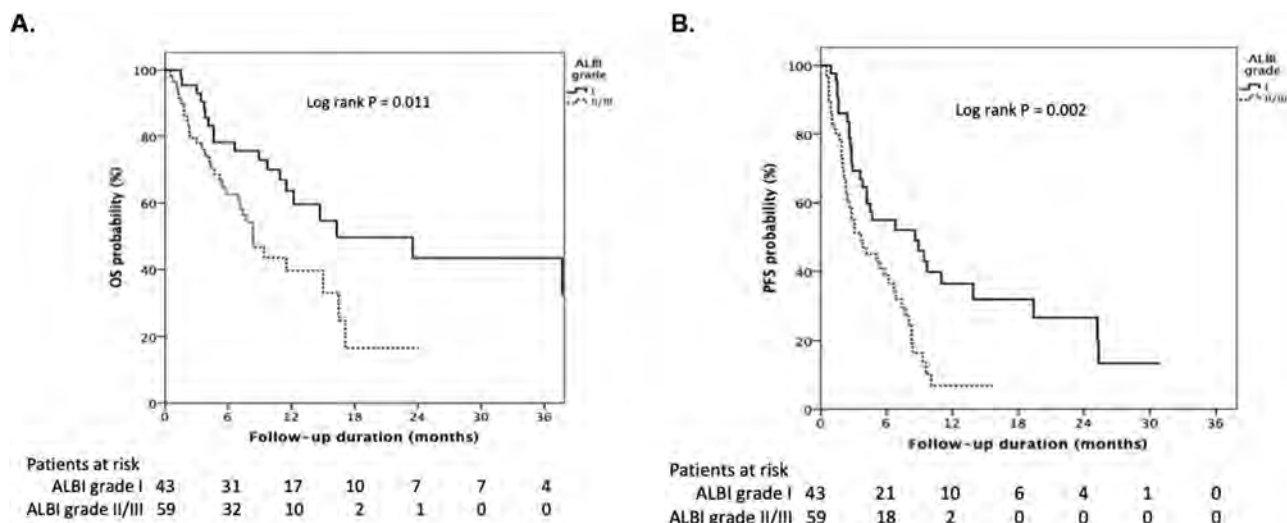 A.
ALBI
grade
I
II/III
Log rank P = 0.011
100
80
60
40
20
0
OS probability (%)
0 6 12 18 24 30 36
Follow-up duration (months)
Patients at risk
ALBI grade I 43 31 17 10 7 7 4
ALBI grade II/III 59 32 10 2 1 0 0
B.
ALBI
grade
I
II/III
Log rank P = 0.002
100
80
60
40
20
0
PFS probability (%)
0 6 12 18 24 30 36
Follow-up duration (months)
Patients at risk
ALBI grade I 43 21 10 6 4 1 0
ALBI grade II/III 59 18 2 0 0 0 0